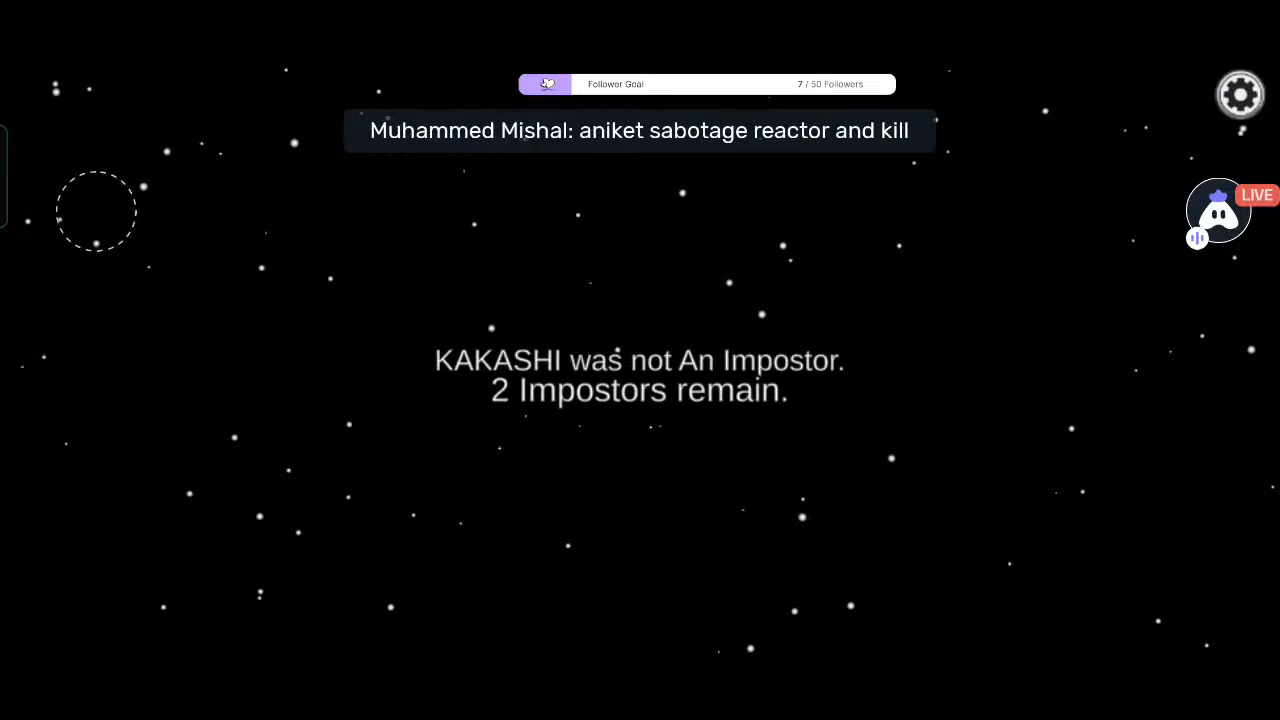 Follower Goal 7 / 50 Followers
Muhammed Mishal: aniket sabotage reactor and kill
LIVE
KAKASHI was not An Impostor.
2 Impostors remain.